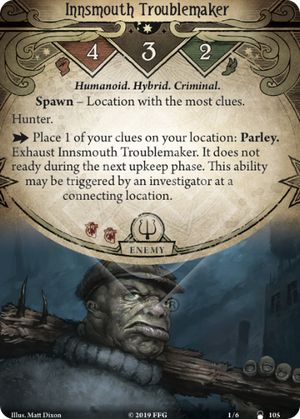 Innsmouth Troublemaker
4 3 2
Humanoid. Hybrid. Criminal.
Spawn – Location with the most clues.
Hunter.
Place 1 of your clues on your location: Parley.
Exhaust Innsmouth Troublemaker. It does not
ready during the next upkeep phase. This ability
may be triggered by an investigator at a
connecting location.
ENEMY
Illus. Matt Dixon © 2019 FFG 1/6 105